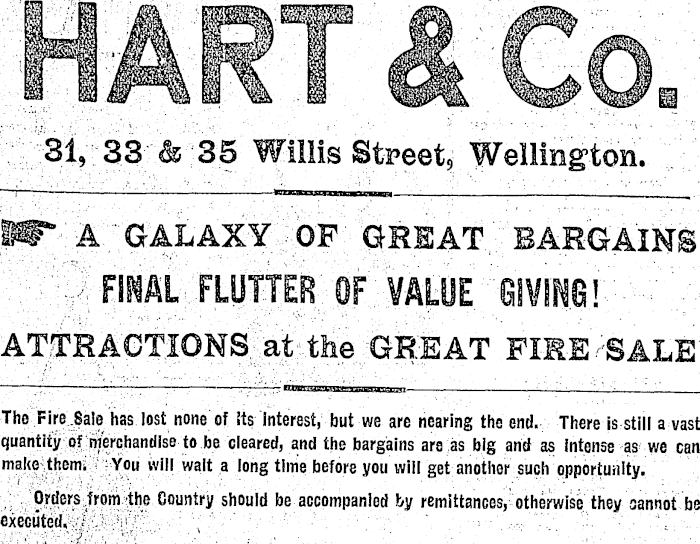 HART & Co.
31, 33 & 35 Willis Street, Wellington.
A GALAXY OF GREAT BARGAINS
FINAL FLUTTER OF VALUE GIVING!
ATTRACTIONS at the GREAT FIRE SALE
The Fire Sale has lost none of its interest, but we are nearing the end. There is still a vast
quantity of merchandise to be cleared, and the bargains are as big and as intense as we can
make them. You will wait a long time before you will get another such opportunity.
Orders from the Country should be accompanied by remittances, otherwise they cannot be
executed.